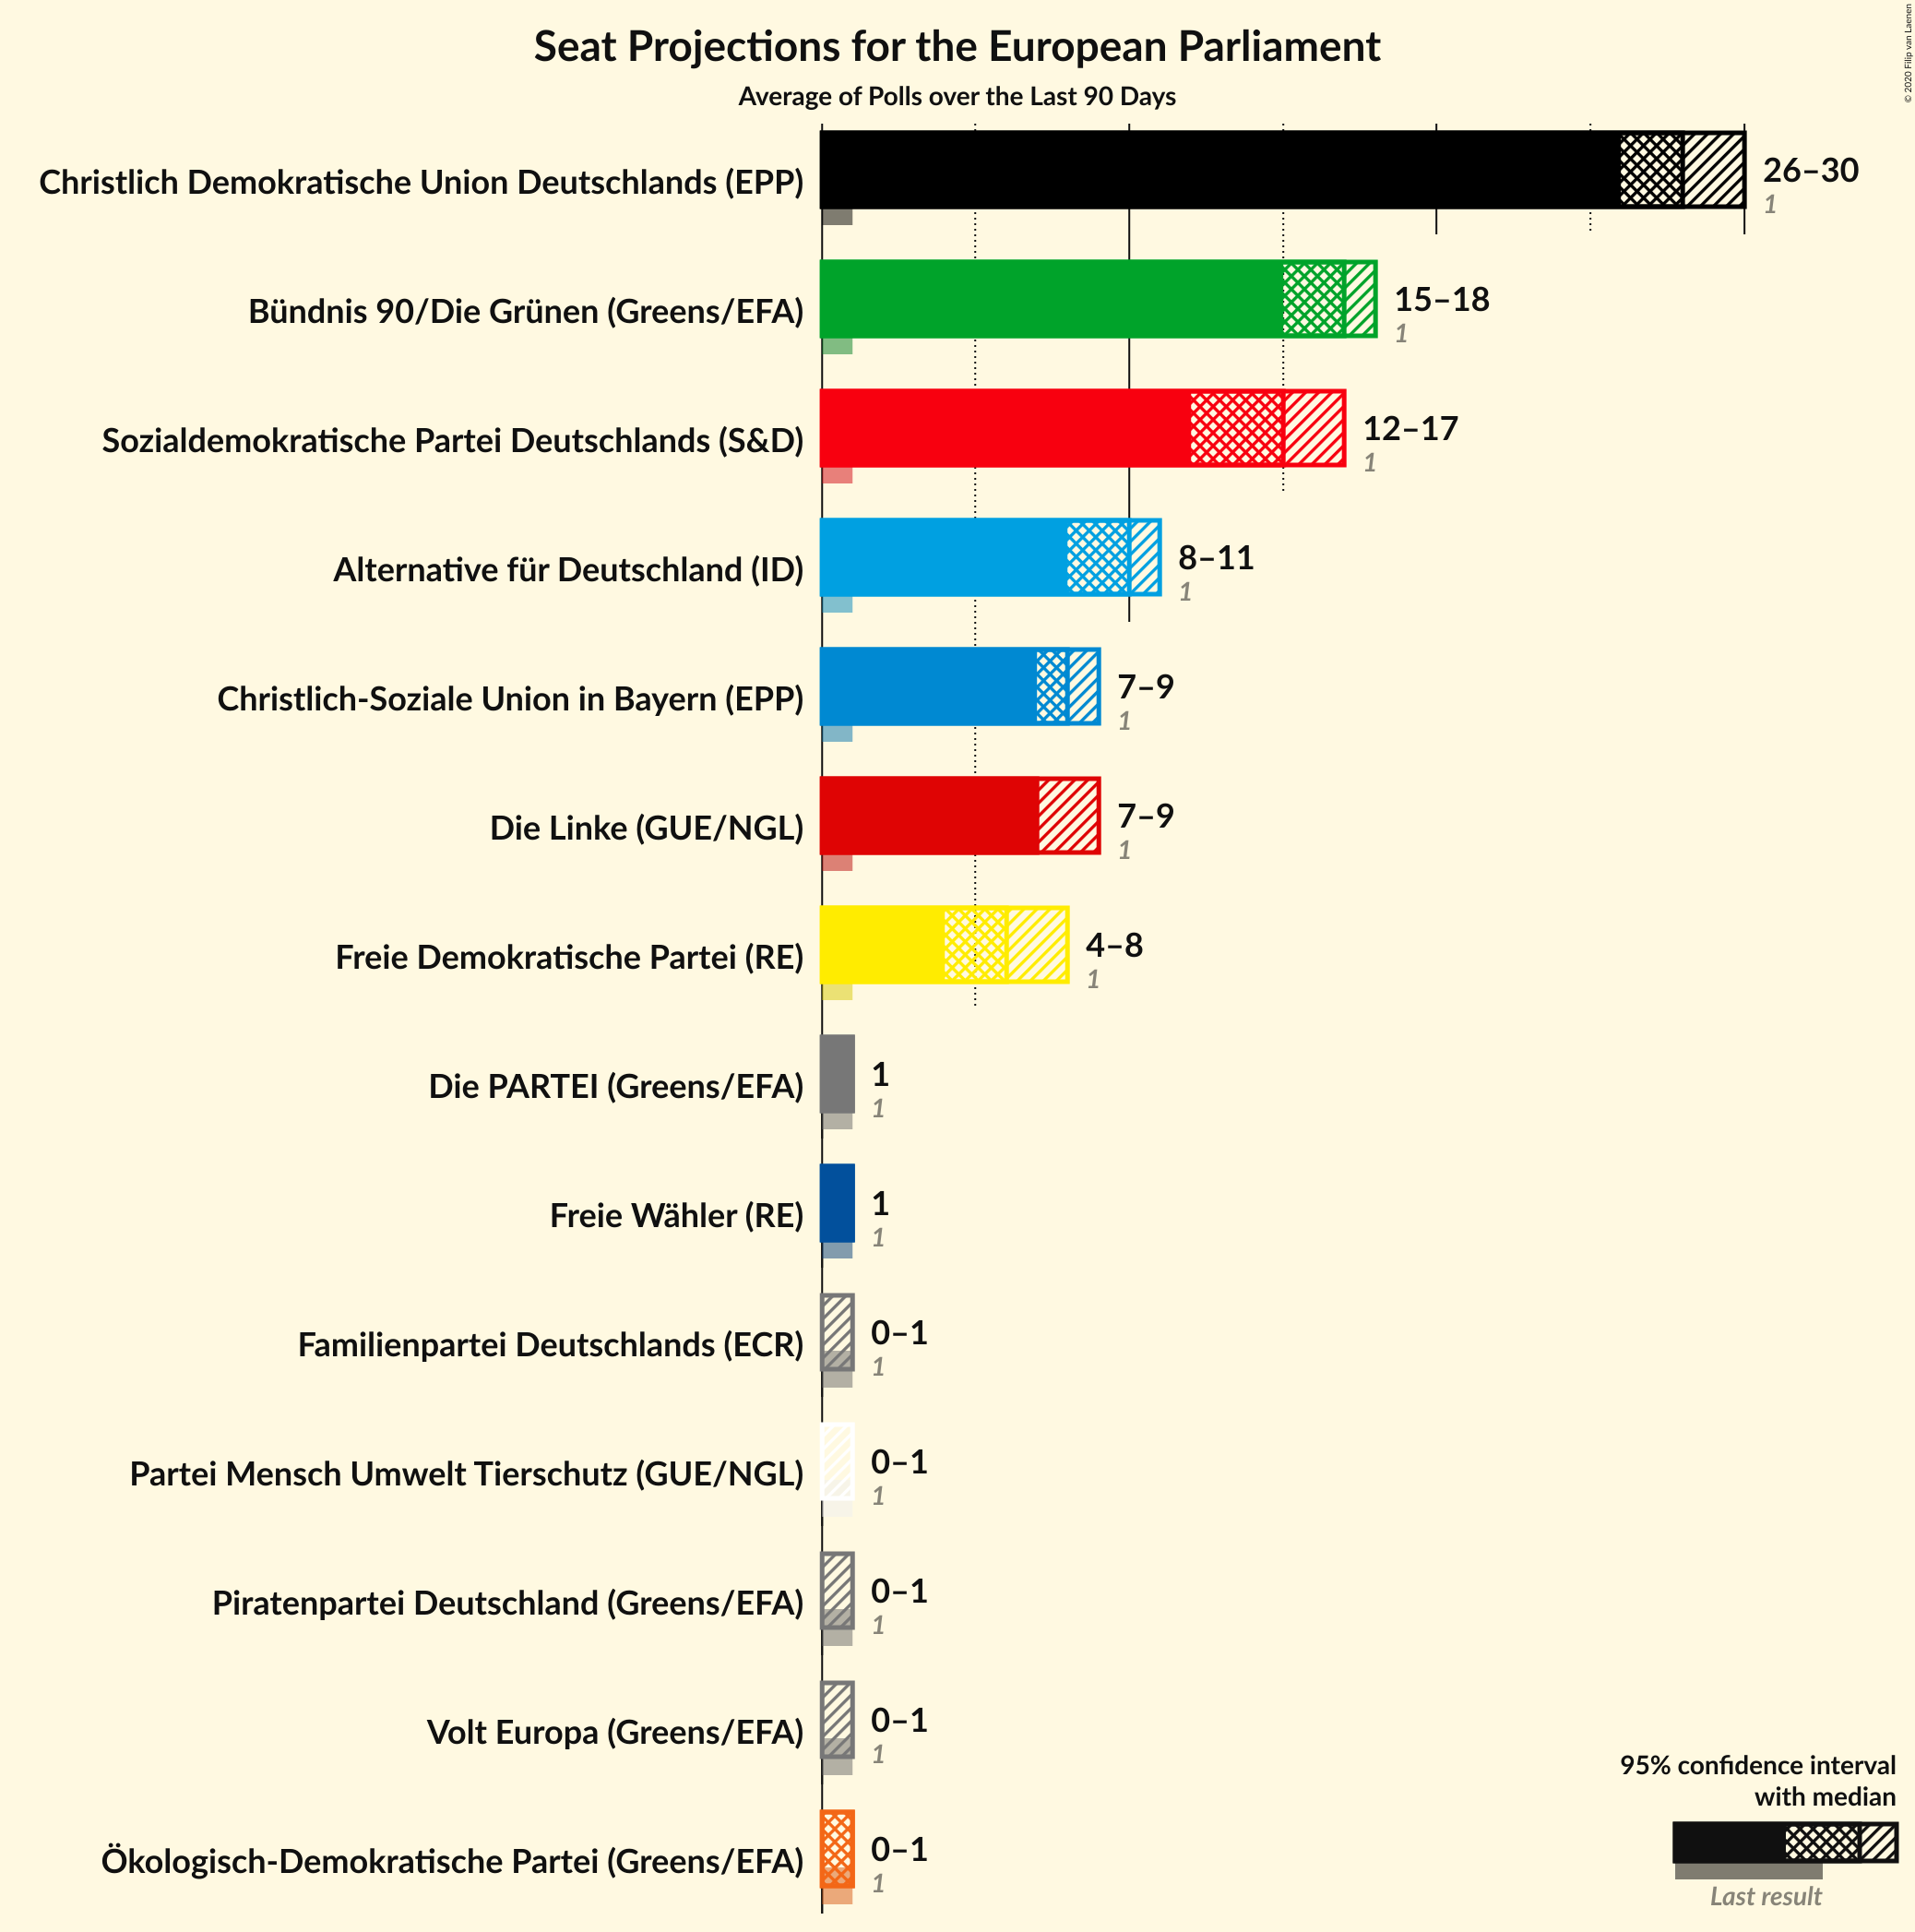 © 2020 Filip van Laenen
Seat Projections for the European Parliament
Average of Polls over the Last 90 Days
Christlich Demokratische Union Deutschlands (EPP)
26–30
1
Bündnis 90/Die Grünen (Greens/EFA)
15–18
1
Sozialdemokratische Partei Deutschlands (S&D)
12–17
1
Alternative für Deutschland (ID)
8–11
1
Christlich-Soziale Union in Bayern (EPP)
7–9
1
Die Linke (GUE/NGL)
7–9
1
Freie Demokratische Partei (RE)
4–8
1
Die PARTEI (Greens/EFA)
1
1
Freie Wähler (RE)
1
1
Familienpartei Deutschlands (ECR)
0–1
1
Partei Mensch Umwelt Tierschutz (GUE/NGL)
0–1
1
Piratenpartei Deutschland (Greens/EFA)
0–1
1
Volt Europa (Greens/EFA)
0–1
1
Ökologisch-Demokratische Partei (Greens/EFA)
0–1
1
95% confidence interval
with median
Last result